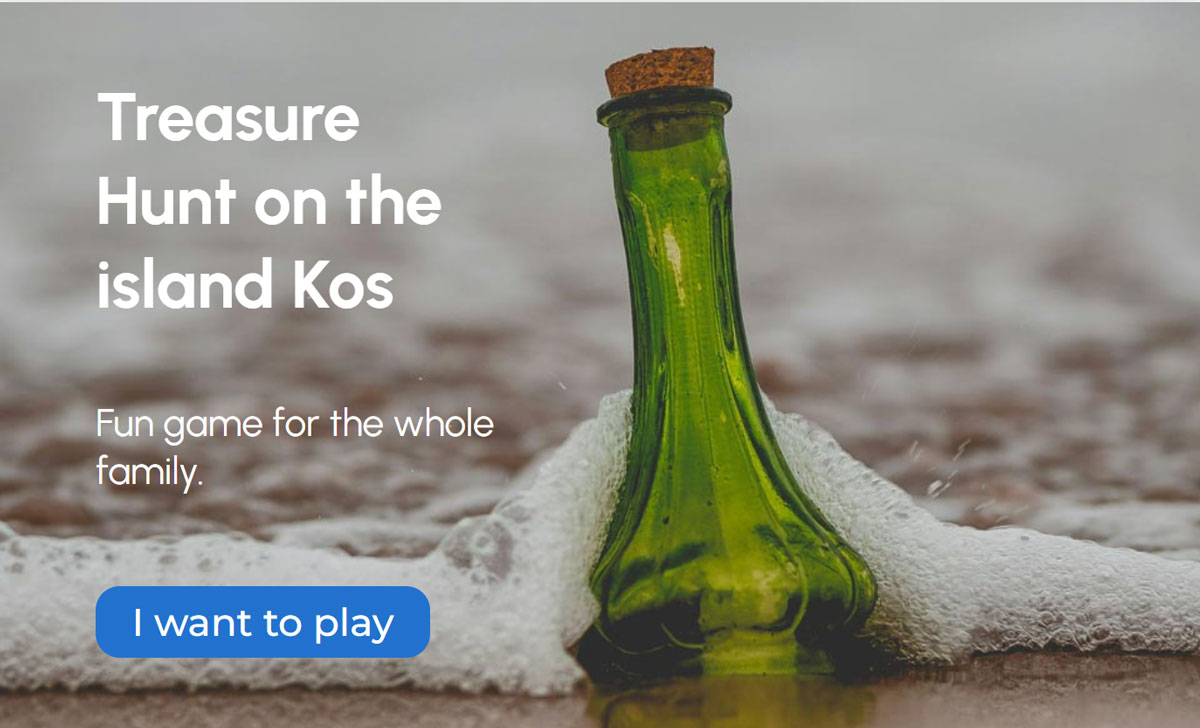 Treasure
Hunt on the
island Kos
Fun game for the whole
family.
I want to play